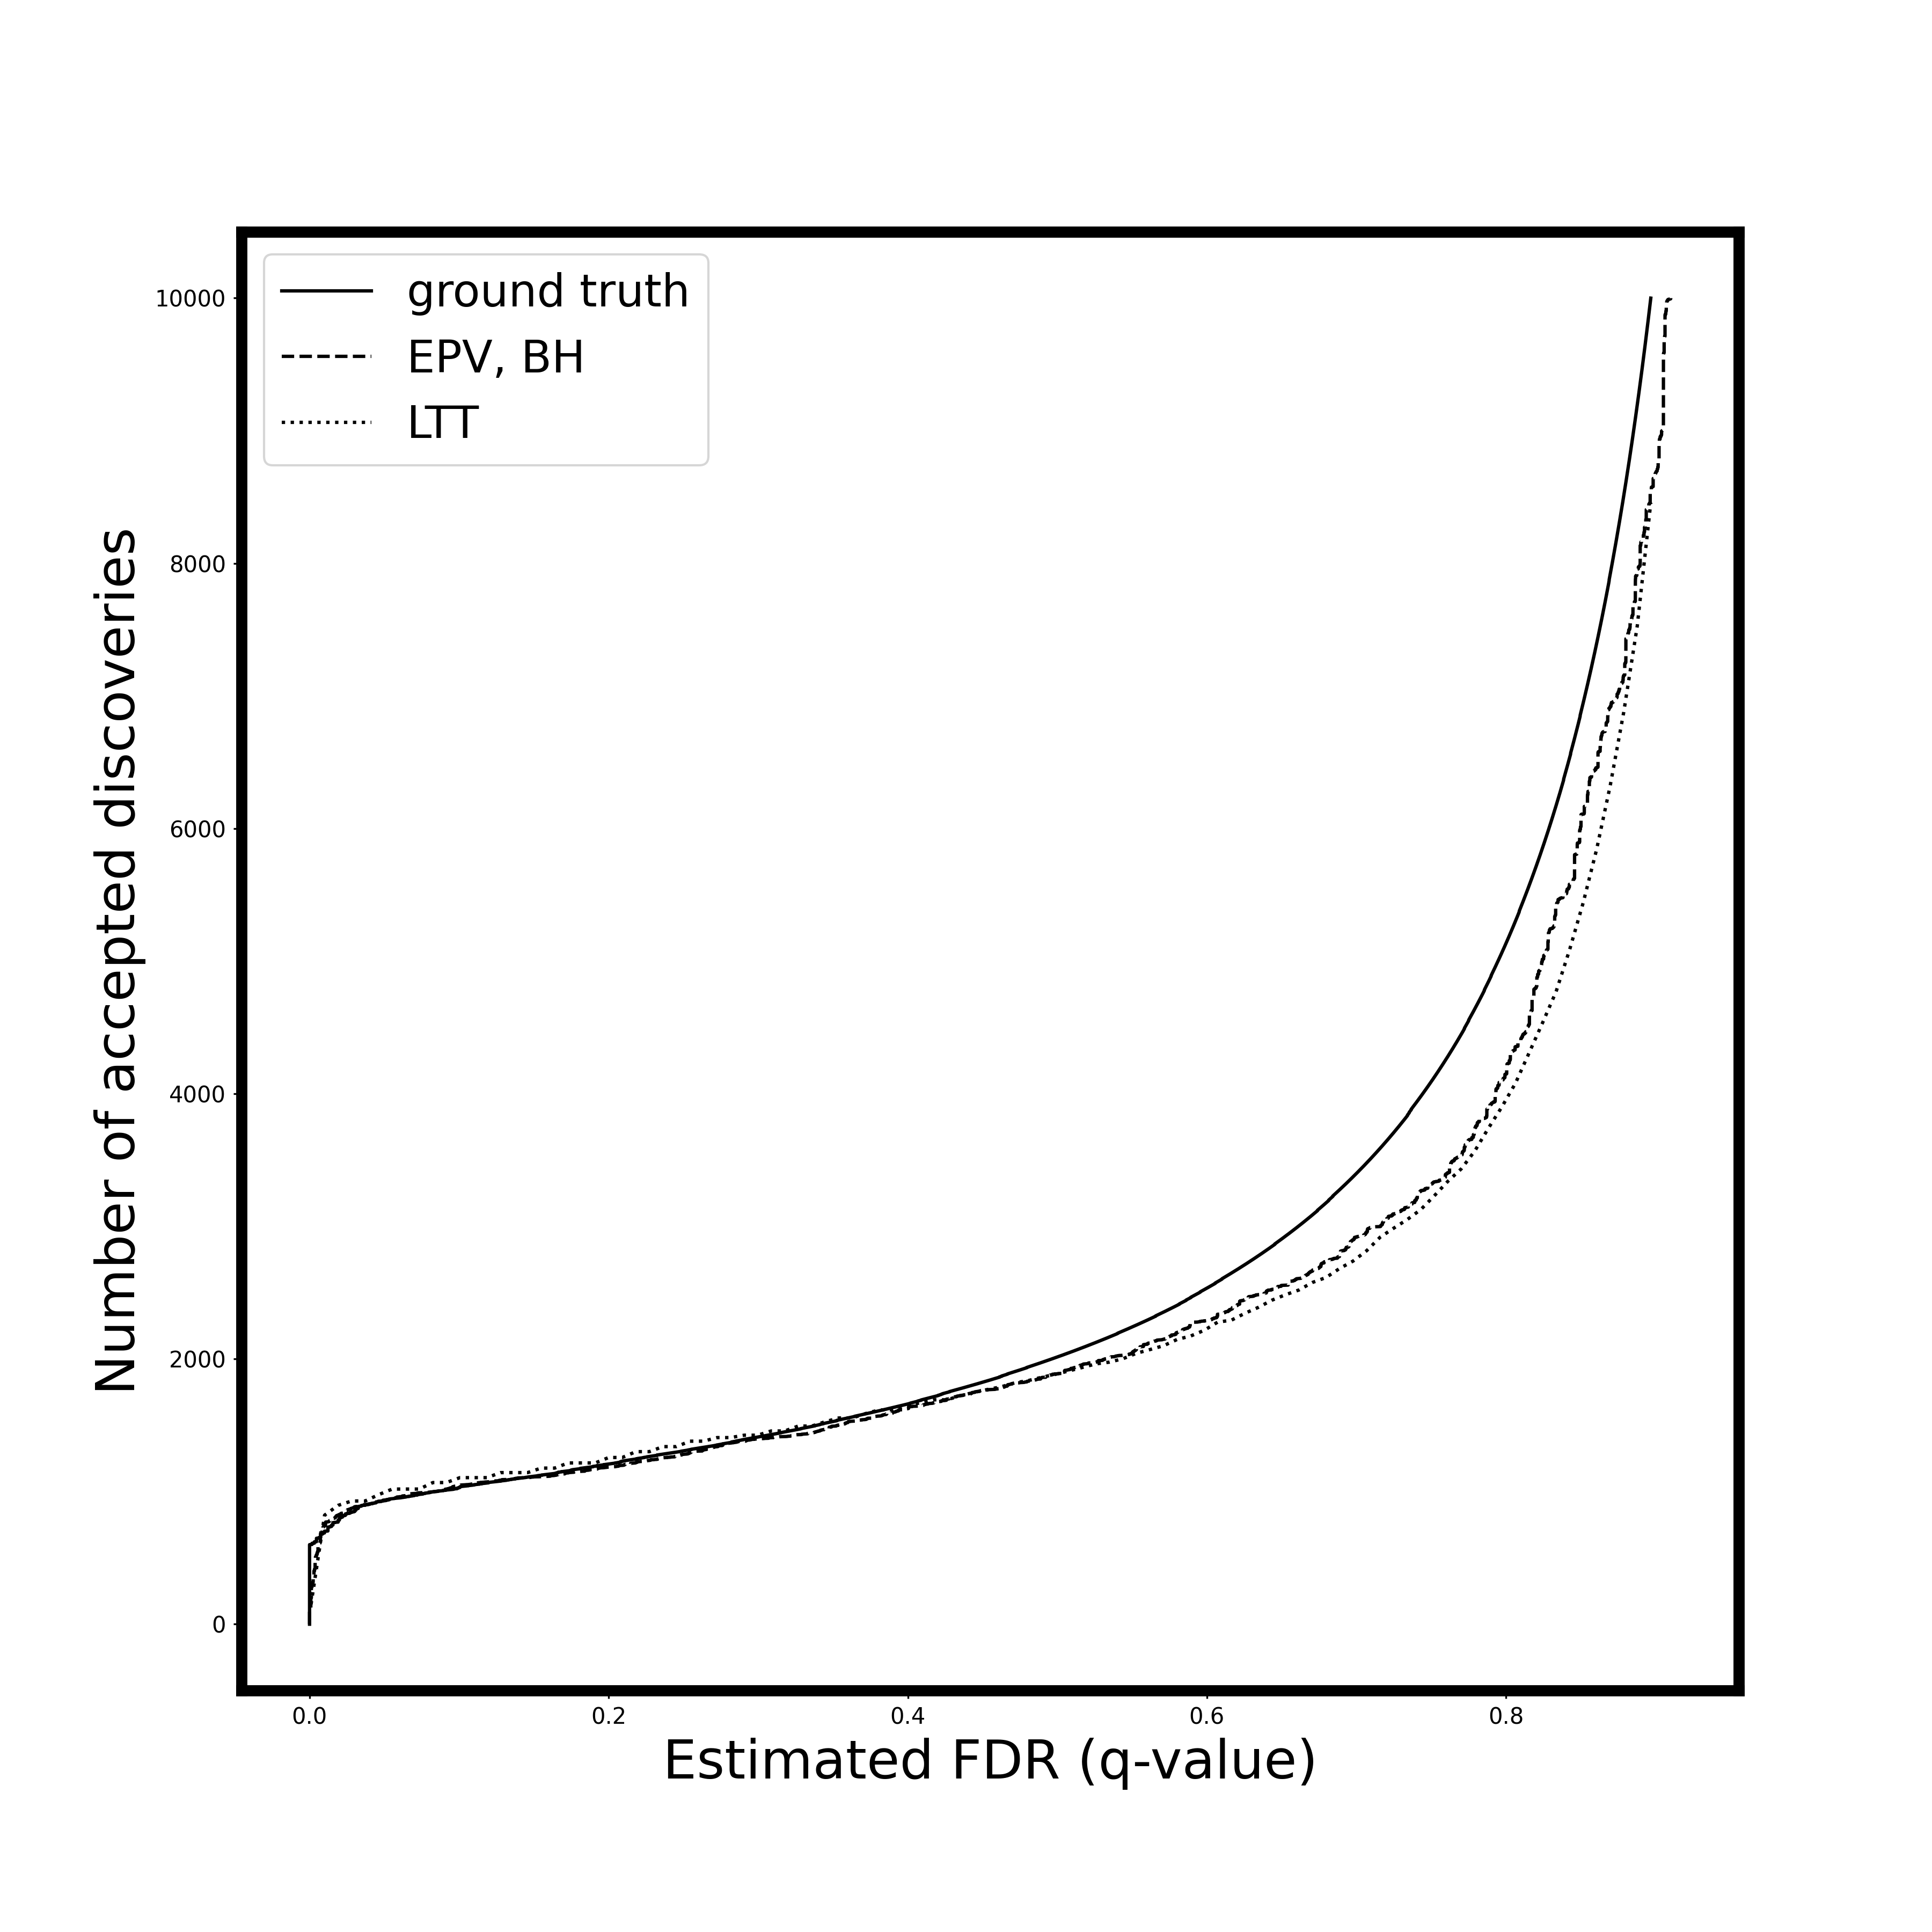 ground truth
EPV, BH
LTT
10000
8000
6000
4000
2000
0
Number of accepted discoveries
0.0 0.2 0.4 0.6 0.8
Estimated FDR (q-value)